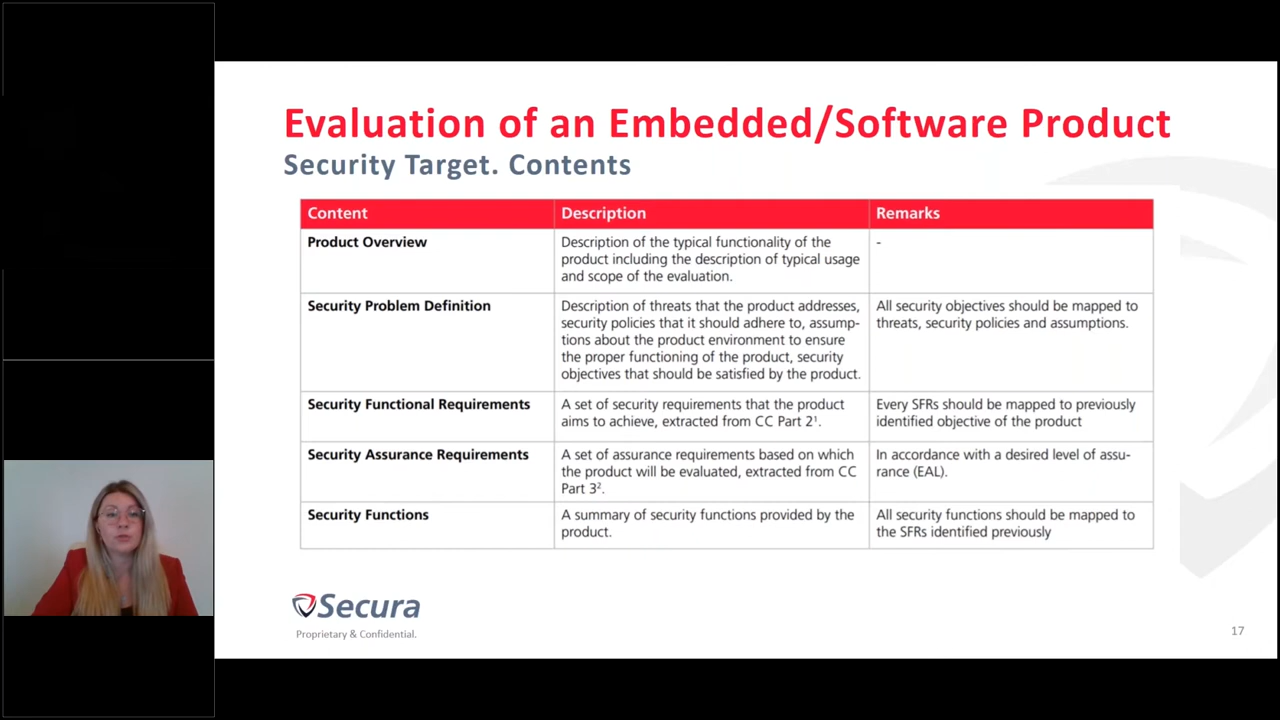 Evaluation of an Embedded/Software Product
Security Target. Contents
Content Description Remarks
Product Overview
Description of the typical functionality of the
product including the description of typical usage
and scope of the evaluation.
-
Security Problem Definition
Description of threats that the product addresses,
security policies that it should adhere to, assump-
tions about the product environment to ensure
the proper functioning of the product, security
objectives that should be satisfied by the product.
All security objectives should be mapped to
threats, security policies and assumptions.
Security Functional Requirements
A set of security requirements that the product
aims to achieve, extracted from CC Part 2¹.
Every SFRs should be mapped to previously
identified objective of the product
Security Assurance Requirements
A set of assurance requirements based on which
the product will be evaluated, extracted from CC
Part 3².
In accordance with a desired level of assu-
rance (EAL).
Security Functions
A summary of security functions provided by the
product.
All security functions should be mapped to
the SFRs identified previously
Secura
Proprietary & Confidential.
17